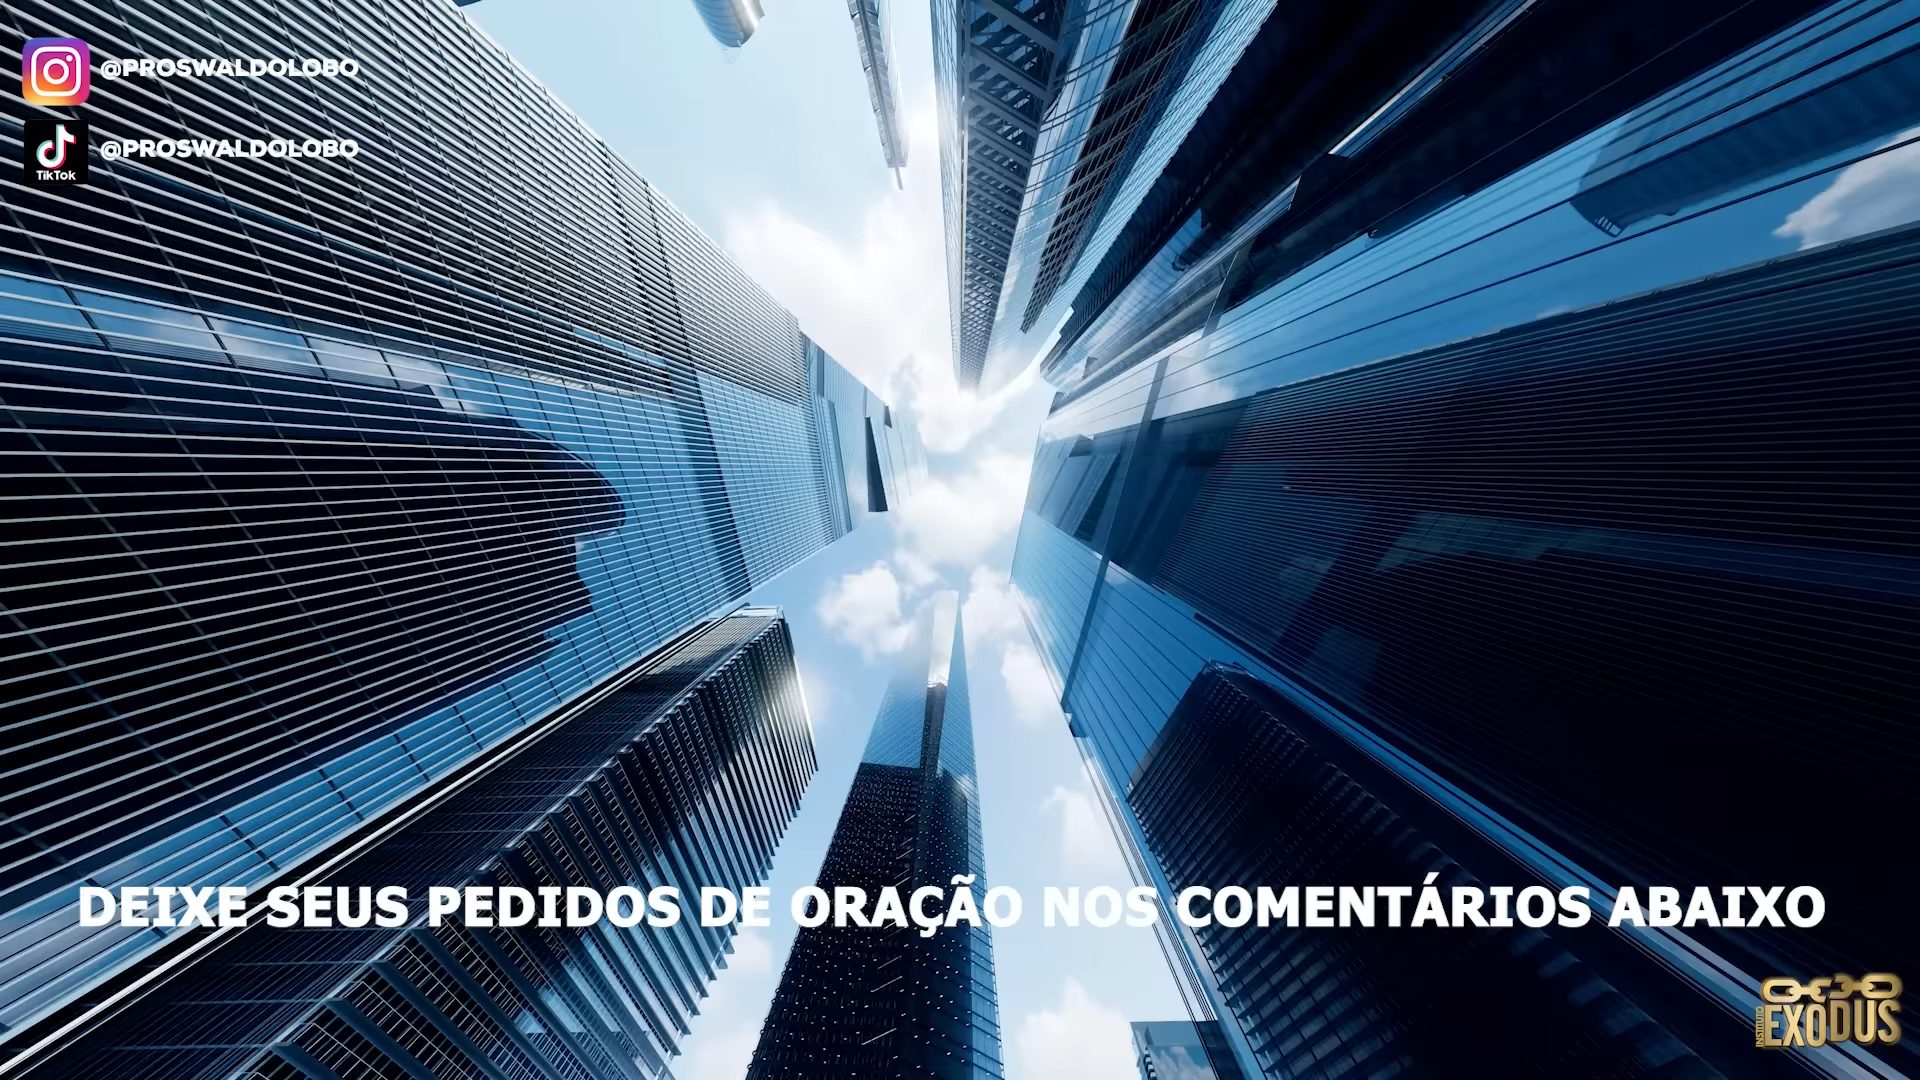 @PROSWALDOLOBO
TikTok
@PROSWALDOLOBO
DEIXE SEUS PEDIDOS DE ORAÇÃO NOS COMENTÁRIOS ABAIXO
INSTITUTO
EXODUS